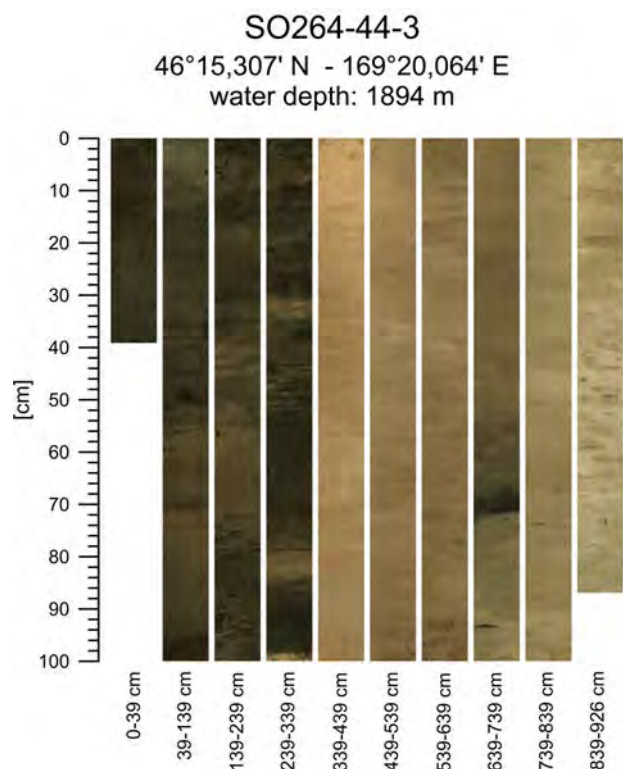 SO264-44-3
46°15,307' N - 169°20,064' E
water depth: 1894 m
0
10
20
30
40
50
60
70
80
90
100
[cm]
0-39 cm
39-139 cm
139-239 cm
239-339 cm
339-439 cm
439-539 cm
539-639 cm
639-739 cm
739-839 cm
839-926 cm